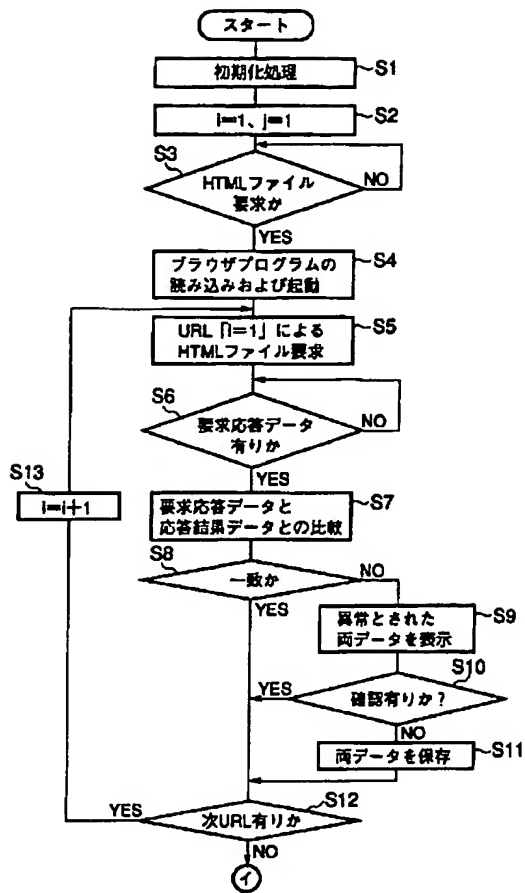 スタート
初期化処理
S1
i=1、j=1
S2
S3
HTMLファイル
要求か
NO
YES
ブラウザプログラムの
読み込みおよび起動
S4
URL「i=1」による
HTMLファイル要求
S5
S6
要求応答データ
有りか
NO
YES
S13
i=i+1
要求応答データと
応答結果データとの比較
S7
S8
一致か
NO
YES
異常とされた
両データを表示
S9
S10
確認有りか?
YES
NO
両データを保存
S11
S12
次URL有りか
YES
NO
イ